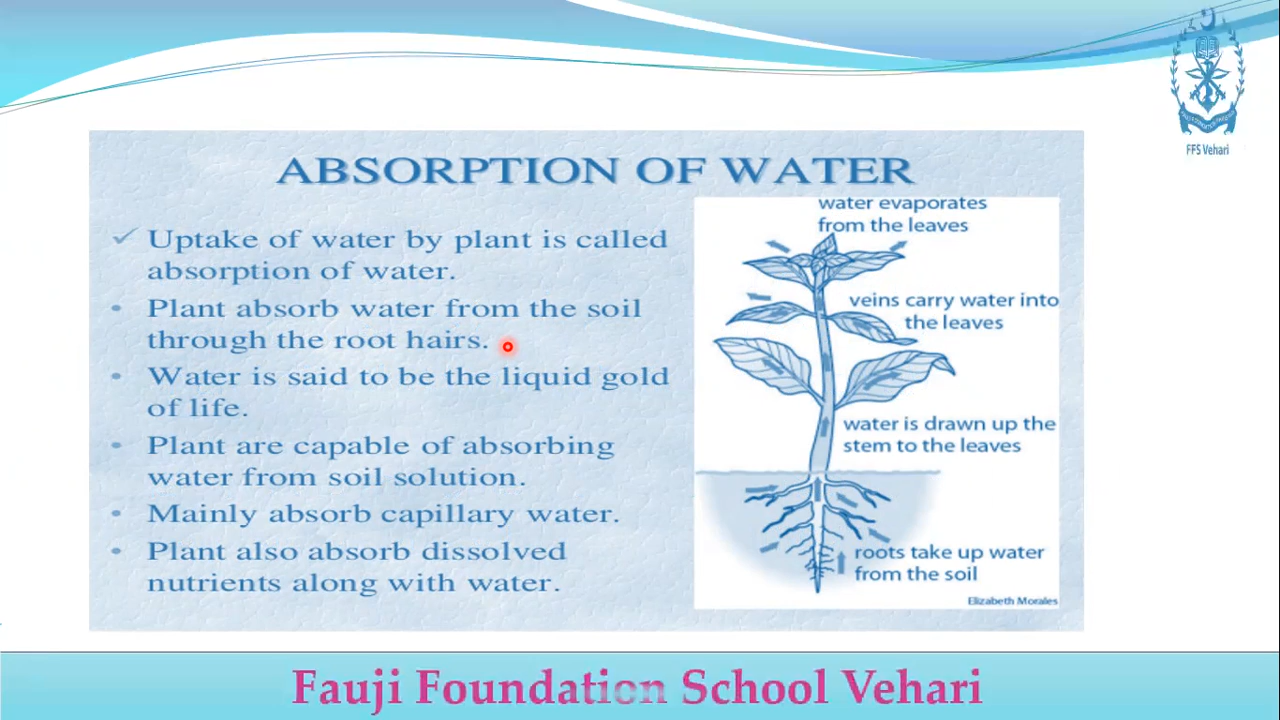 FFS Vehari
ABSORPTION OF WATER
Uptake of water by plant is called
absorption of water.
Plant absorb water from the soil
through the root hairs.
Water is said to be the liquid gold
of life.
Plant are capable of absorbing
water from soil solution.
Mainly absorb capillary water.
Plant also absorb dissolved
nutrients along with water.
water evaporates
from the leaves
veins carry water into
the leaves
water is drawn up the
stem to the leaves
roots take up water
from the soil
Elizabeth Morales
Fauji Foundation School Vehari